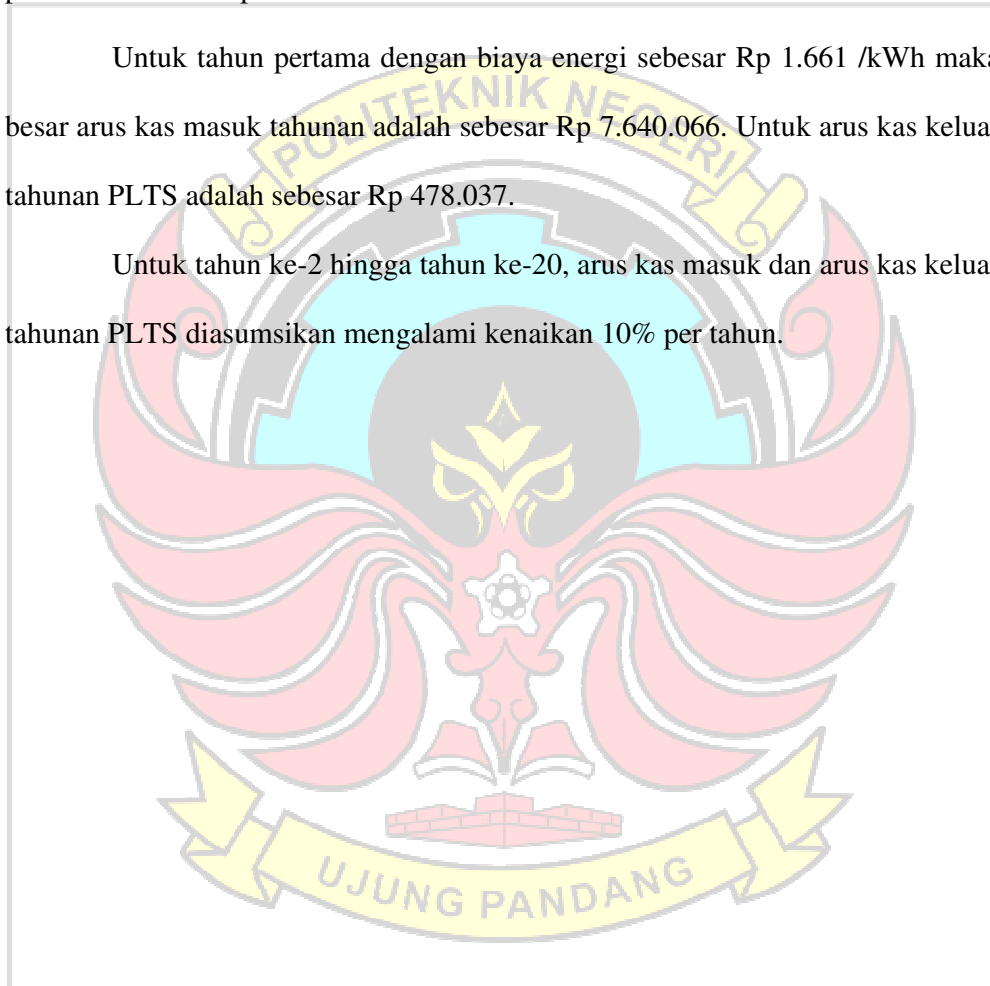 Untuk tahun pertama dengan biaya energi sebesar Rp 1.661 /kWh maka
besar arus kas masuk tahunan adalah sebesar Rp 7.640.066. Untuk arus kas kelua
tahunan PLTS adalah sebesar Rp 478.037.
Untuk tahun ke-2 hingga tahun ke-20, arus kas masuk dan arus kas kelua
tahunan PLTS diasumsikan mengalami kenaikan 10% per tahun.
POLITEKNIK NEGERI
UJUNG PANDANG